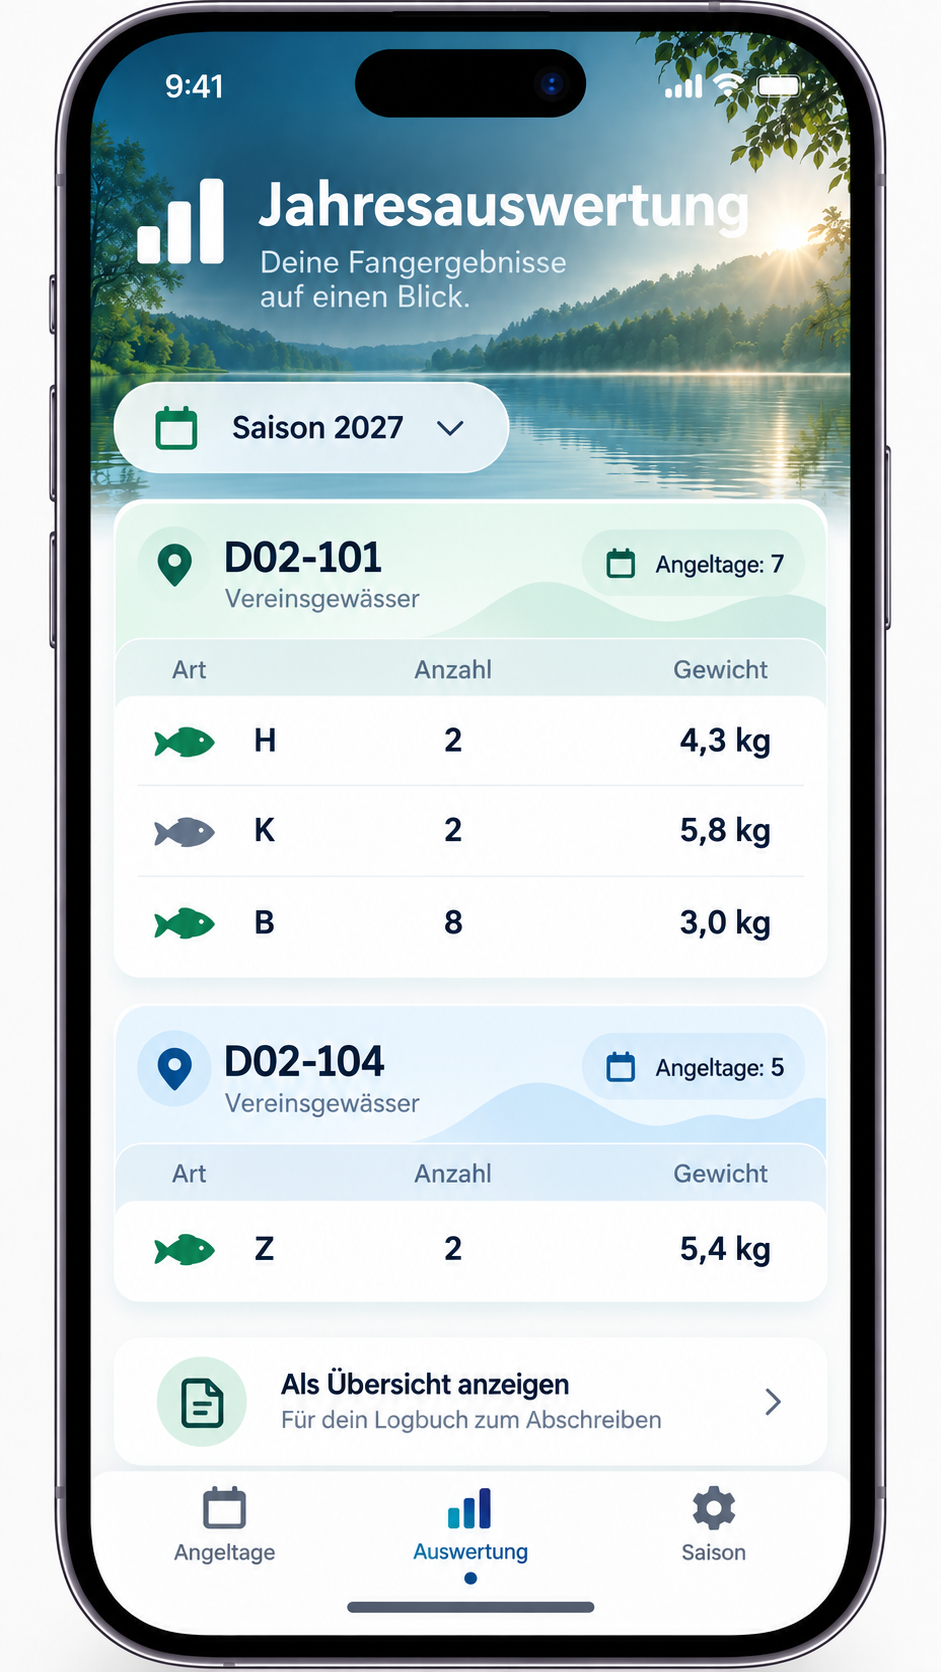 9:41
Jahresauswertung
Deine Fangergebnisse
auf einen Blick.
Saison 2027
D02-101
Vereinsgewässer
Angeltage: 7
Art Anzahl Gewicht
H 2 4,3 kg
K 2 5,8 kg
B 8 3,0 kg
D02-104
Vereinsgewässer
Angeltage: 5
Art Anzahl Gewicht
Z 2 5,4 kg
Als Übersicht anzeigen
Für dein Logbuch zum Abschreiben
Angeltage Auswertung Saison